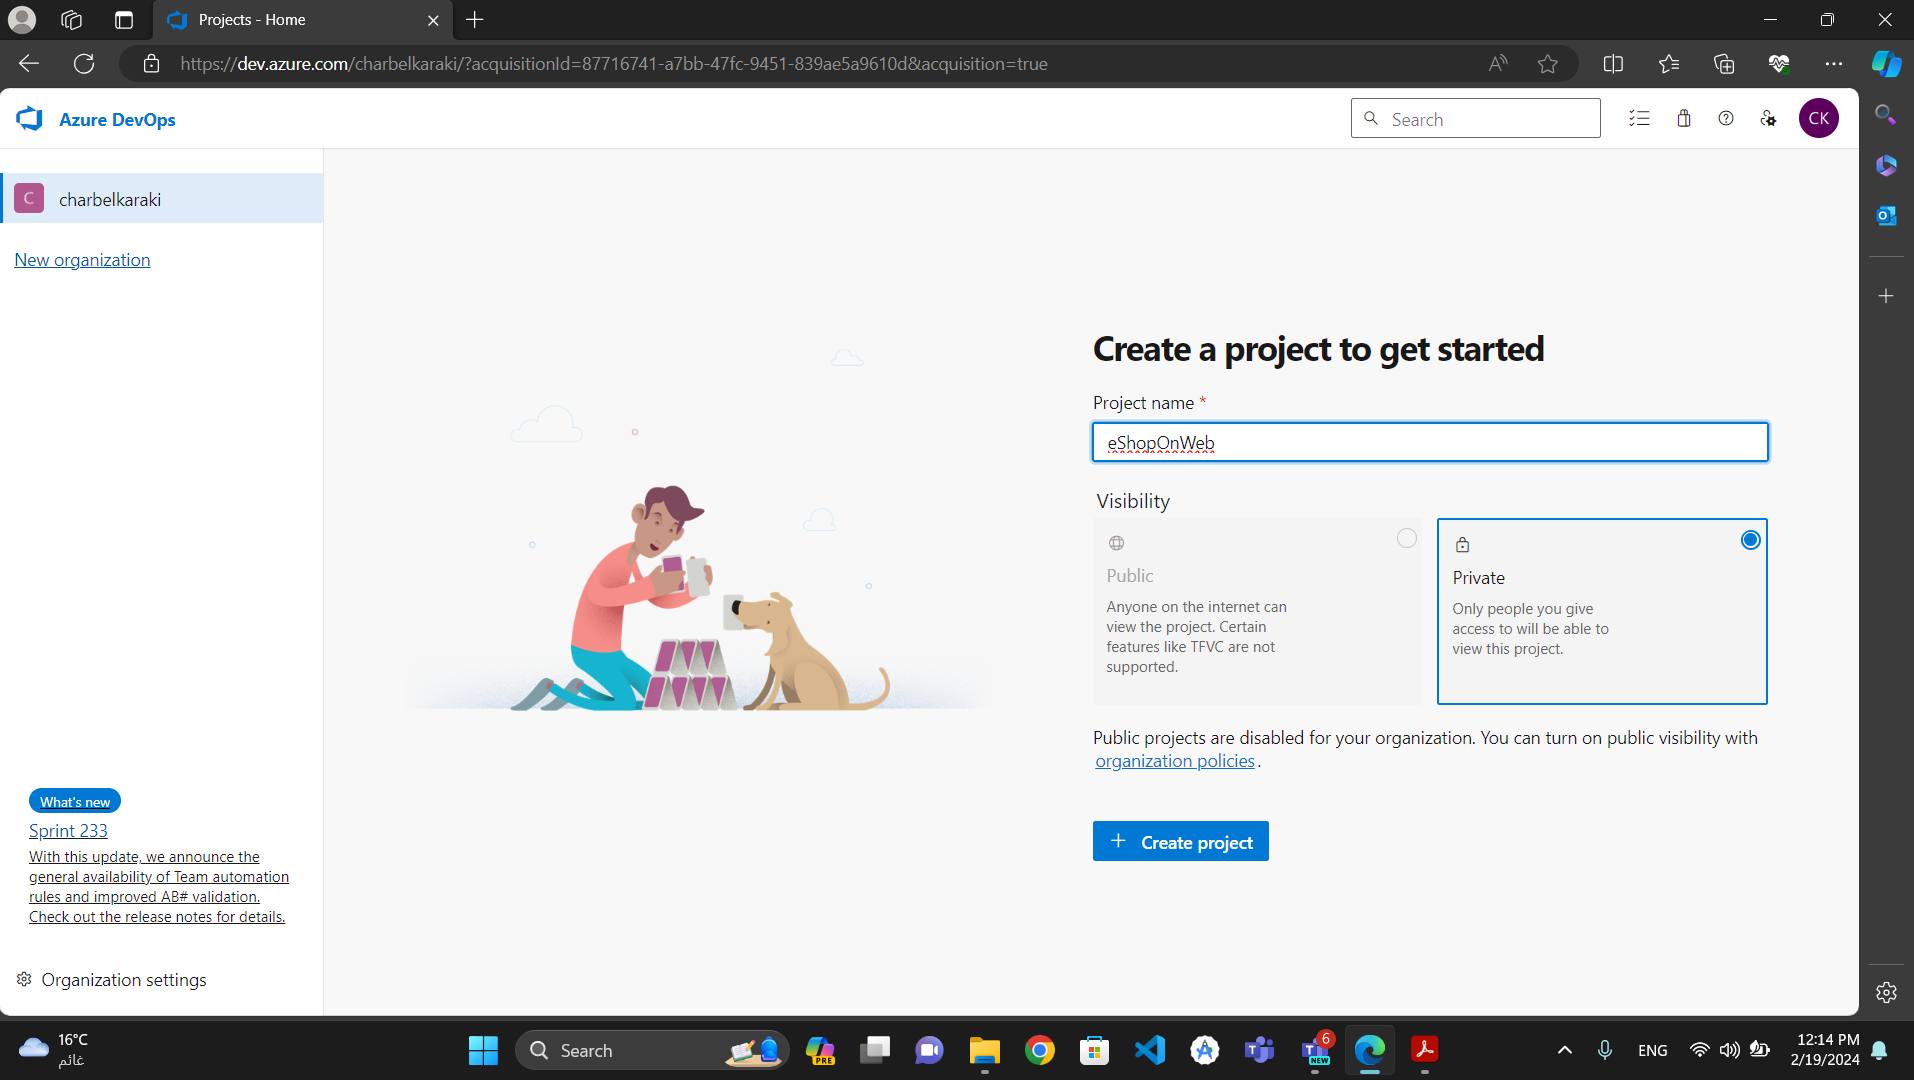 Projects - Home
https://dev.azure.com/charbelkaraki/?acquisitionId=87716741-a7bb-47fc-9451-839ae5a9610d&acquisition=true
Azure DevOps
Search
CK
C
charbelkaraki
New organization
Create a project to get started
Project name *
eShopOnWeb
Visibility
Public
Anyone on the internet can
view the project. Certain
features like TFVC are not
supported.
Private
Only people you give
access to will be able to
view this project.
Public projects are disabled for your organization. You can turn on public visibility with
organization policies.
+ Create project
What's new
Sprint 233
With this update, we announce the
general availability of Team automation
rules and improved AB# validation.
Check out the release notes for details.
Organization settings
16°C
غائم
Search
PRE
6
NEW
ENG
12:14 PM
2/19/2024